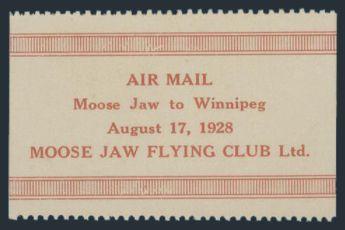 AIR MAIL
Moose Jaw to Winnipeg
August 17, 1928
MOOSE JAW FLYING CLUB Ltd.